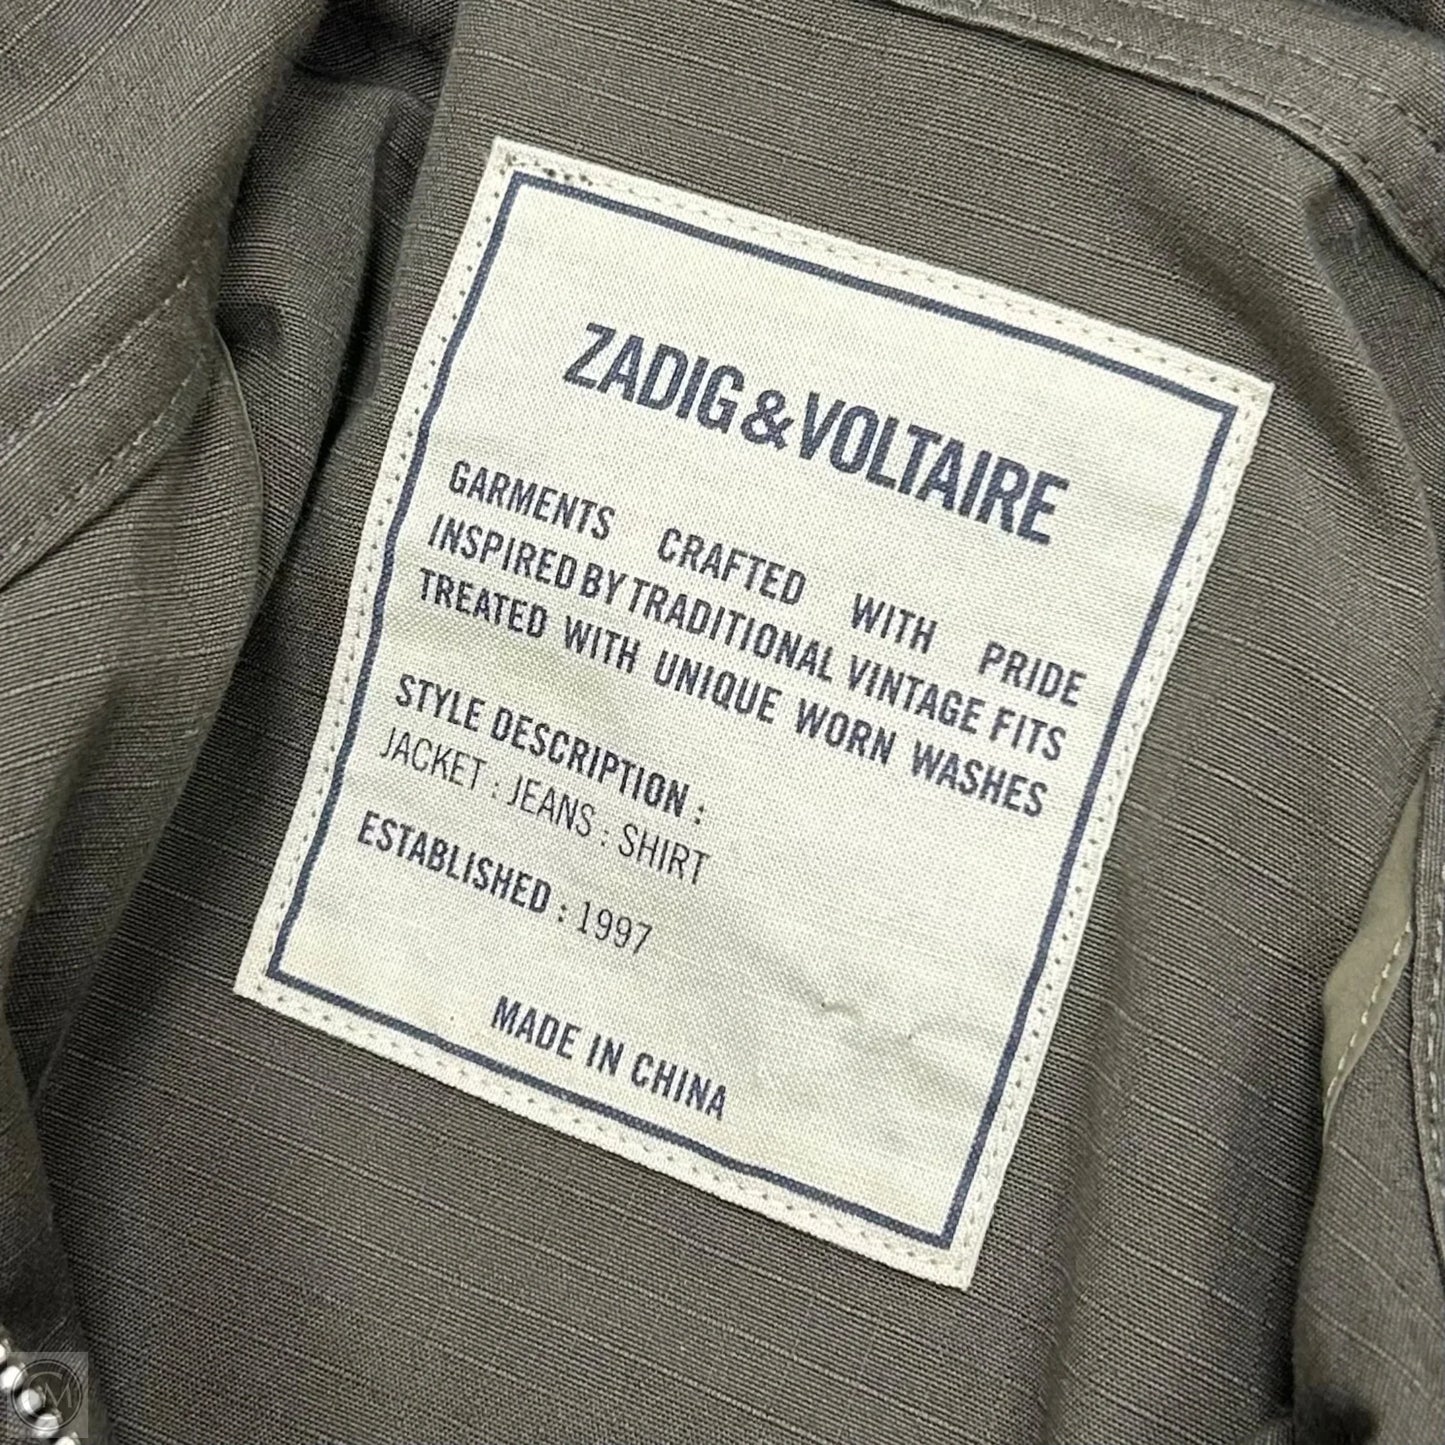 ZADIG&VOLTAIRE
GARMENTS CRAFTED WITH PRIDE
INSPIRED BY TRADITIONAL VINTAGE FITS
TREATED WITH UNIQUE WORN WASHES
STYLE DESCRIPTION :
JACKET : JEANS : SHIRT
ESTABLISHED : 1997
MADE IN CHINA